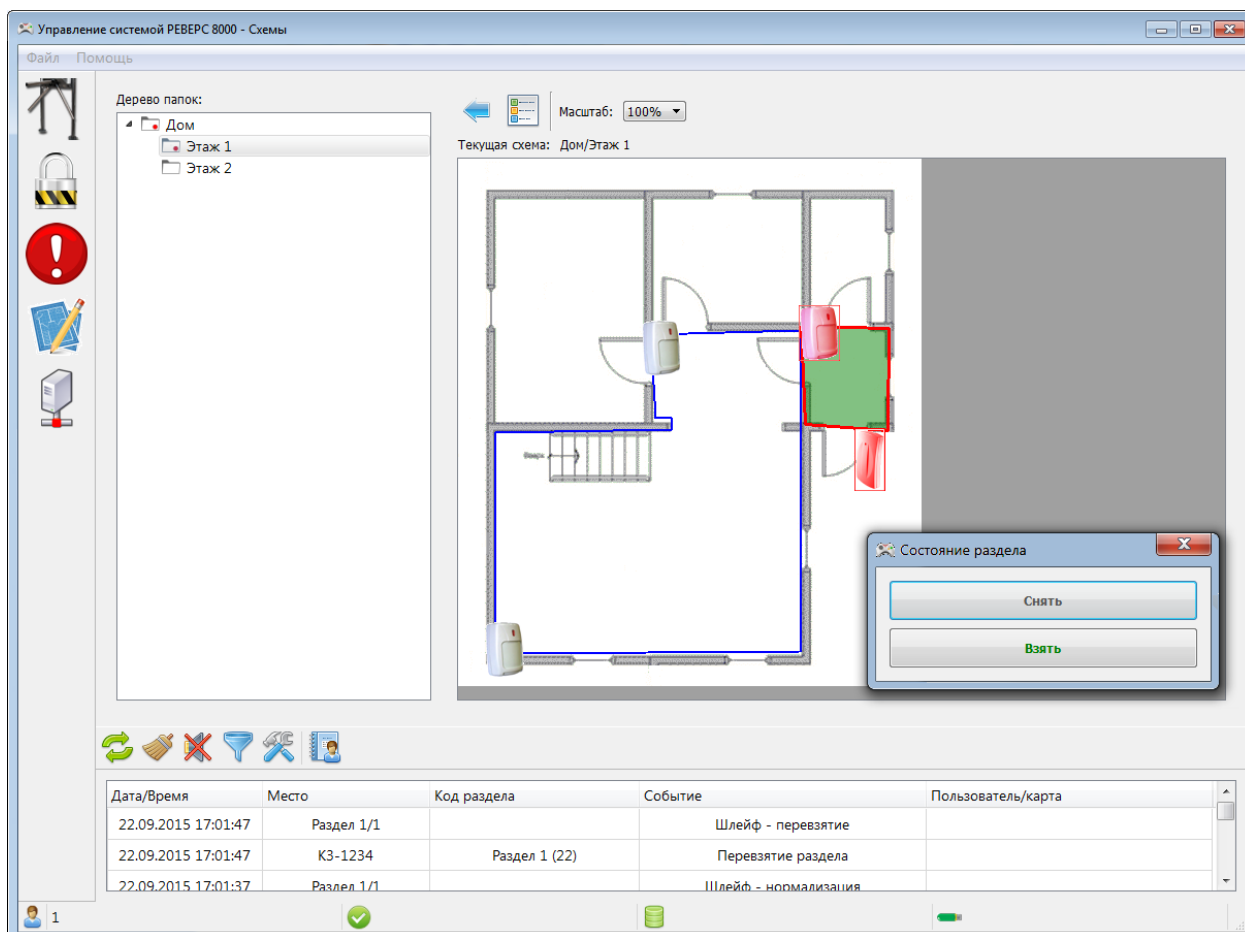 Управление системой РЕВЕРС 8000 - Схемы
Файл Помощь
Дерево папок:
Дом
Этаж 1
Этаж 2
Масштаб: 100%
Текущая схема: Дом/Этаж 1
Вверх
Состояние раздела
Снять
Взять
Дата/Время Место Код раздела Событие Пользователь/карта
22.09.2015 17:01:47 Раздел 1/1 Шлейф - перевзятие
22.09.2015 17:01:47 КЗ-1234 Раздел 1 (22) Перевзятие раздела
22.09.2015 17:01:37 Раздел 1/1 Шлейф - нормализация
1